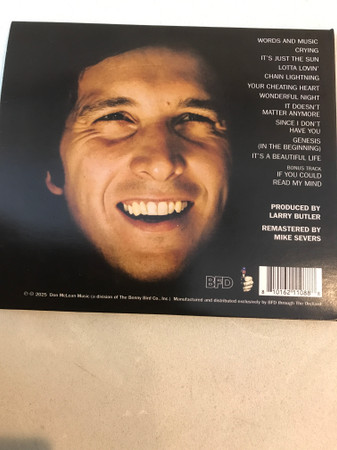 WORDS AND MUSIC
CRYING
IT'S JUST THE SUN
LOTTA LOVIN'
CHAIN LIGHTNING
YOUR CHEATING HEART
WONDERFUL NIGHT
IT DOESN'T
MATTER ANYMORE
SINCE I DON'T
HAVE YOU
GENESIS
(IN THE BEGINNING)
IT'S A BEAUTIFUL LIFE
BONUS TRACK
IF YOU COULD
READ MY MIND
PRODUCED BY
LARRY BUTLER
REMASTERED BY
MIKE SEVERS
BFD
8 10162 11088
℗ © 2025 Don McLean Music (a division of The Benny Bird Co., Inc.). Manufactured and distributed exclusively by BFD through The Orchard